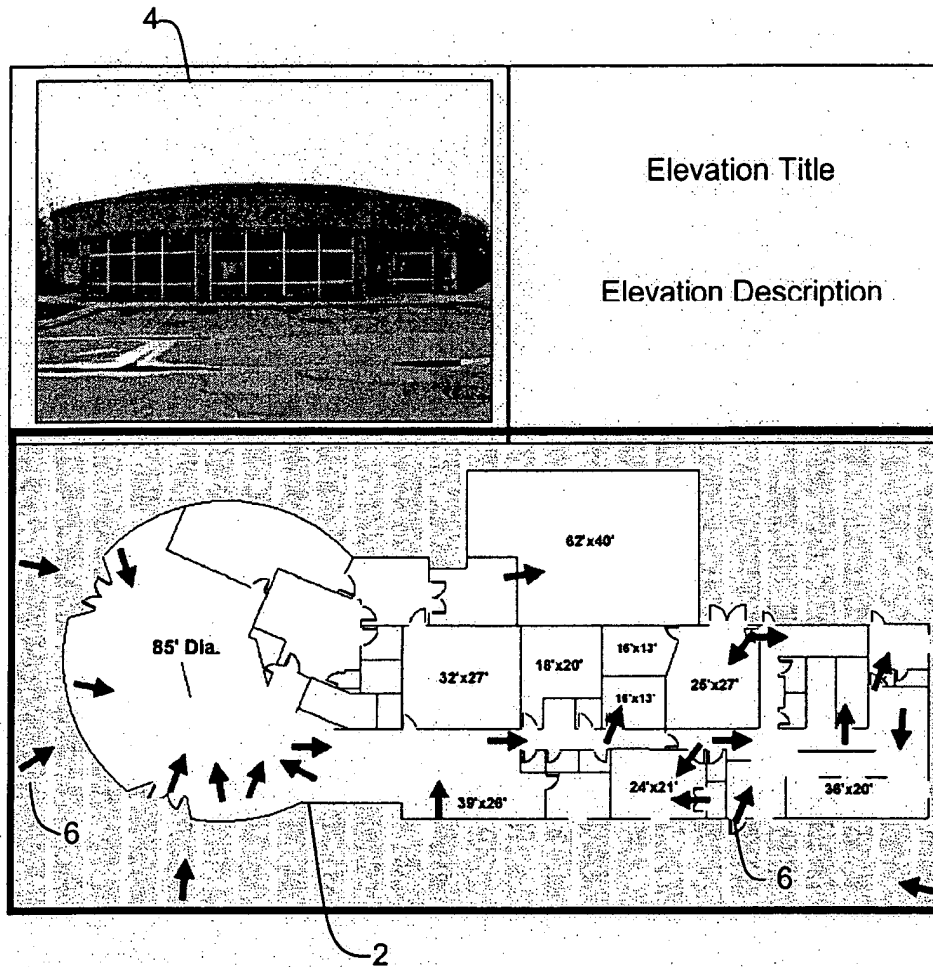 4
Elevation Title
Elevation Description
62'x40'
85' Dia.
32'x27'
18'x20'
16'x13'
16'x13'
25'x27'
39'x26'
24'x21'
36'x20'
6
6
2